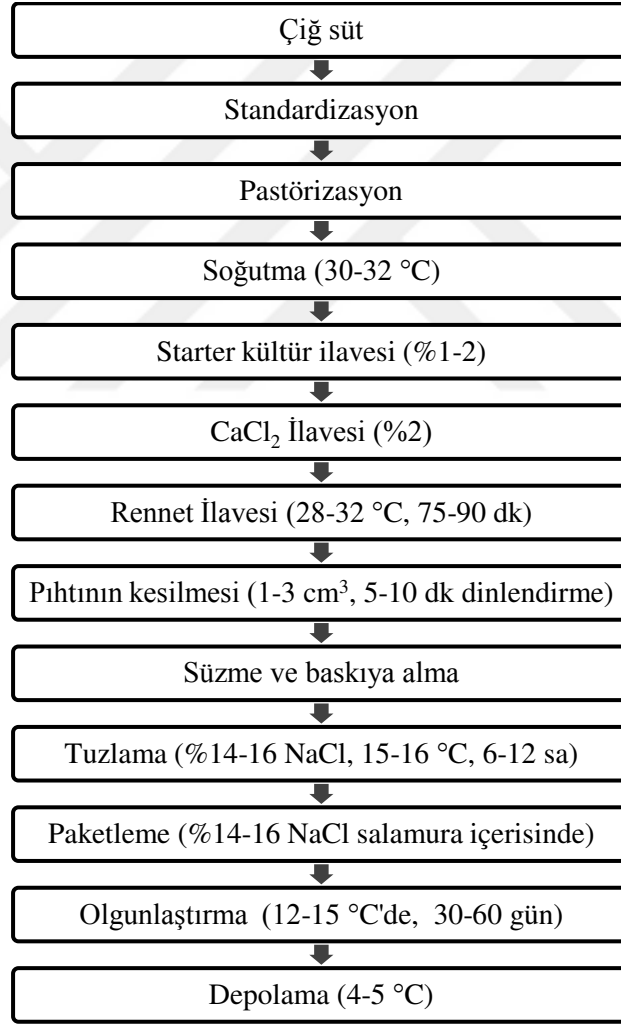 Çiğ süt
Standardizasyon
Pastörizasyon
Soğutma (30-32 °C)
Starter kültür ilavesi (%1-2)
CaCl₂ İlavesi (%2)
Rennet İlavesi (28-32 °C, 75-90 dk)
Pıhtının kesilmesi (1-3 cm³, 5-10 dk dinlendirme)
Süzme ve baskıya alma
Tuzlama (%14-16 NaCl, 15-16 °C, 6-12 sa)
Paketleme (%14-16 NaCl salamura içerisinde)
Olgunlaştırma (12-15 °C'de, 30-60 gün)
Depolama (4-5 °C)